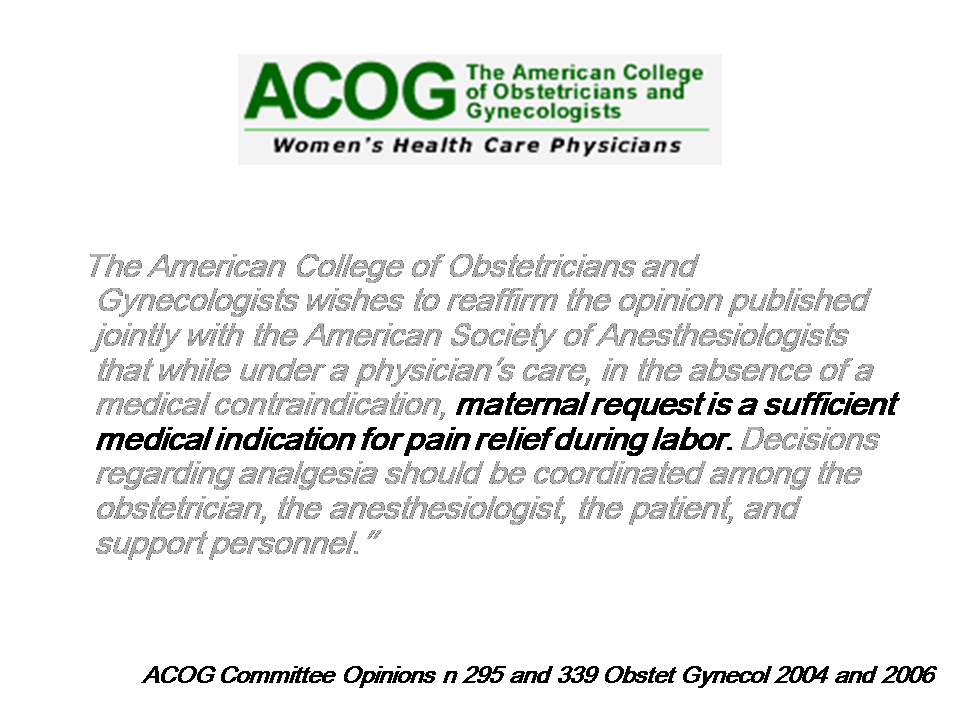 ACOG The American College
of Obstetricians and
Gynecologists
Women's Health Care Physicians
The American College of Obstetricians and
Gynecologists wishes to reaffirm the opinion published
jointly with the American Society of Anesthesiologists
that while under a physician's care, in the absence of a
medical contraindication, maternal request is a sufficient
medical indication for pain relief during labor. Decisions
regarding analgesia should be coordinated among the
obstetrician, the anesthesiologist, the patient, and
support personnel.”
ACOG Committee Opinions n 295 and 339 Obstet Gynecol 2004 and 2006